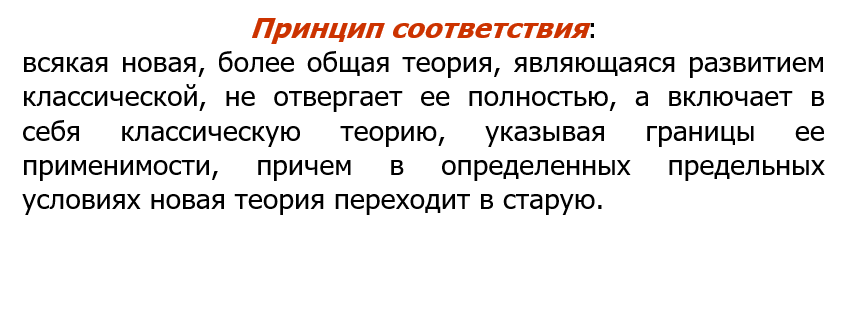 Принцип соответствия:
всякая новая, более общая теория, являющаяся развитием
классической, не отвергает ее полностью, а включает в
себя классическую теорию, указывая границы ее
применимости, причем в определенных предельных
условиях новая теория переходит в старую.